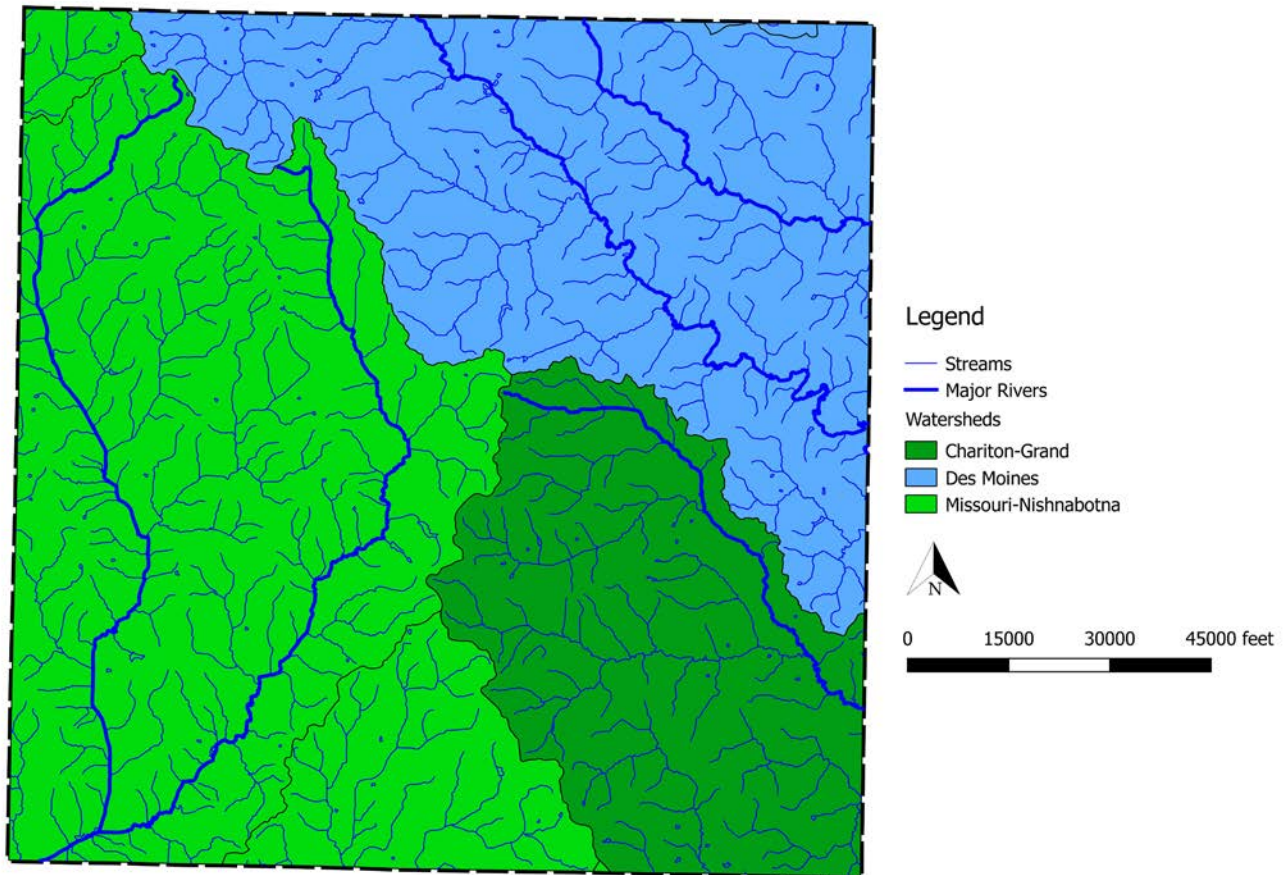 Legend
Streams
Major Rivers
Watersheds
Chariton-Grand
Des Moines
Missouri-Nishnabotna
N
0 15000 30000 45000 feet